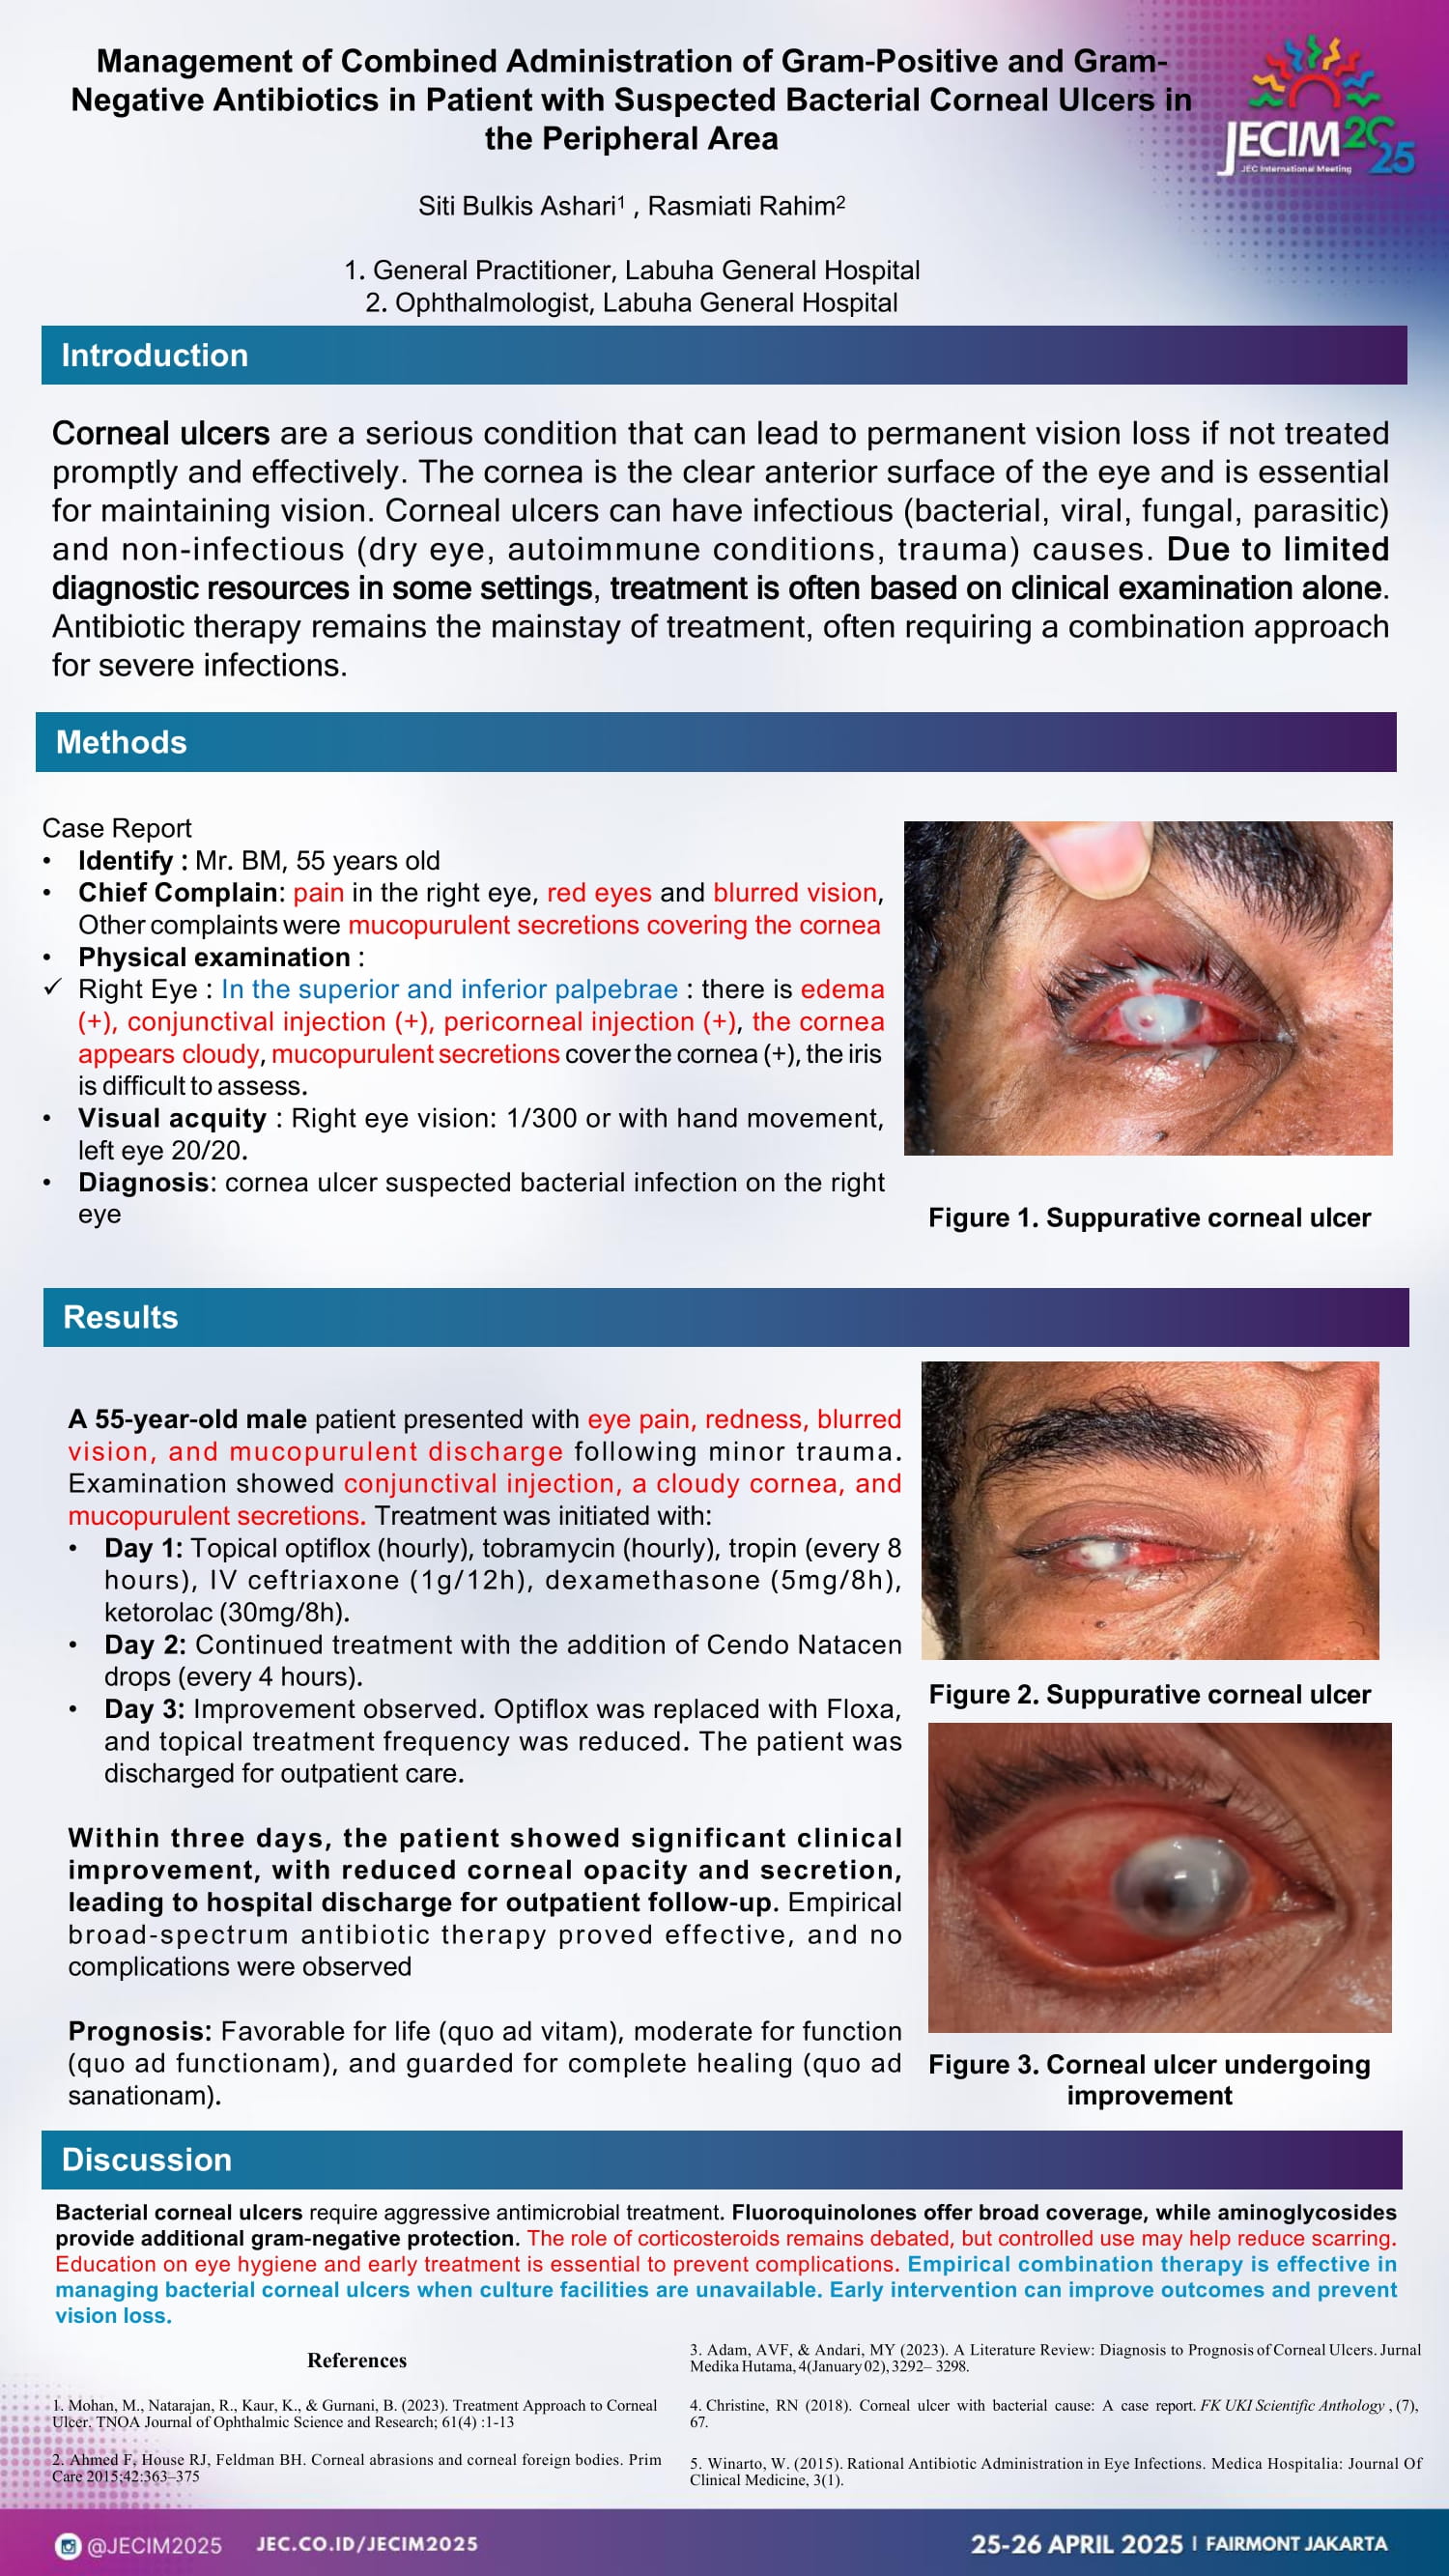 Management of Combined Administration of Gram-Positive and Gram-
Negative Antibiotics in Patient with Suspected Bacterial Corneal Ulcers in
the Peripheral Area
JECIM 2025
JEC International Meeting
Siti Bulkis Ashari1 , Rasmiati Rahim2
1. General Practitioner, Labuha General Hospital
2. Ophthalmologist, Labuha General Hospital
Introduction
Corneal ulcers are a serious condition that can lead to permanent vision loss if not treated
promptly and effectively. The cornea is the clear anterior surface of the eye and is essential
for maintaining vision. Corneal ulcers can have infectious (bacterial, viral, fungal, parasitic)
and non-infectious (dry eye, autoimmune conditions, trauma) causes. Due to limited
diagnostic resources in some settings, treatment is often based on clinical examination alone.
Antibiotic therapy remains the mainstay of treatment, often requiring a combination approach
for severe infections.
Methods
Case Report
• Identify : Mr. BM, 55 years old
• Chief Complain: pain in the right eye, red eyes and blurred vision,
Other complaints were mucopurulent secretions covering the cornea
• Physical examination :
✓ Right Eye : In the superior and inferior palpebrae : there is edema
(+), conjunctival injection (+), pericorneal injection (+), the cornea
appears cloudy, mucopurulent secretions cover the cornea (+), the iris
is difficult to assess.
• Visual acquity : Right eye vision: 1/300 or with hand movement,
left eye 20/20.
• Diagnosis: cornea ulcer suspected bacterial infection on the right
eye
Figure 1. Suppurative corneal ulcer
Results
A 55-year-old male patient presented with eye pain, redness, blurred
vision, and mucopurulent discharge following minor trauma.
Examination showed conjunctival injection, a cloudy cornea, and
mucopurulent secretions. Treatment was initiated with:
• Day 1: Topical optiflox (hourly), tobramycin (hourly), tropin (every 8
hours), IV ceftriaxone (1g/12h), dexamethasone (5mg/8h),
ketorolac (30mg/8h).
• Day 2: Continued treatment with the addition of Cendo Natacen
drops (every 4 hours).
• Day 3: Improvement observed. Optiflox was replaced with Floxa,
and topical treatment frequency was reduced. The patient was
discharged for outpatient care.
Within three days, the patient showed significant clinical
improvement, with reduced corneal opacity and secretion,
leading to hospital discharge for outpatient follow-up. Empirical
broad-spectrum antibiotic therapy proved effective, and no
complications were observed
Prognosis: Favorable for life (quo ad vitam), moderate for function
(quo ad functionam), and guarded for complete healing (quo ad
sanationam).
Figure 2. Suppurative corneal ulcer
Figure 3. Corneal ulcer undergoing
improvement
Discussion
Bacterial corneal ulcers require aggressive antimicrobial treatment. Fluoroquinolones offer broad coverage, while aminoglycosides
provide additional gram-negative protection. The role of corticosteroids remains debated, but controlled use may help reduce scarring.
Education on eye hygiene and early treatment is essential to prevent complications. Empirical combination therapy is effective in
managing bacterial corneal ulcers when culture facilities are unavailable. Early intervention can improve outcomes and prevent
vision loss.
References
1. Mohan, M., Natarajan, R., Kaur, K., & Gurnani, B. (2023). Treatment Approach to Corneal
Ulcer. TNOA Journal of Ophthalmic Science and Research; 61(4) :1-13
2. Ahmed F, House RJ, Feldman BH. Corneal abrasions and corneal foreign bodies. Prim
Care 2015;42:363–375
3. Adam, AVF, & Andari, MY (2023). A Literature Review: Diagnosis to Prognosis of Corneal Ulcers. Jurnal
Medika Hutama, 4(January 02), 3292– 3298.
4. Christine, RN (2018). Corneal ulcer with bacterial cause: A case report. FK UKI Scientific Anthology , (7),
67.
5. Winarto, W. (2015). Rational Antibiotic Administration in Eye Infections. Medica Hospitalia: Journal Of
Clinical Medicine, 3(1).
@JECIM2025 JEC.CO.ID/JECIM2025 25-26 APRIL 2025 | FAIRMONT JAKARTA